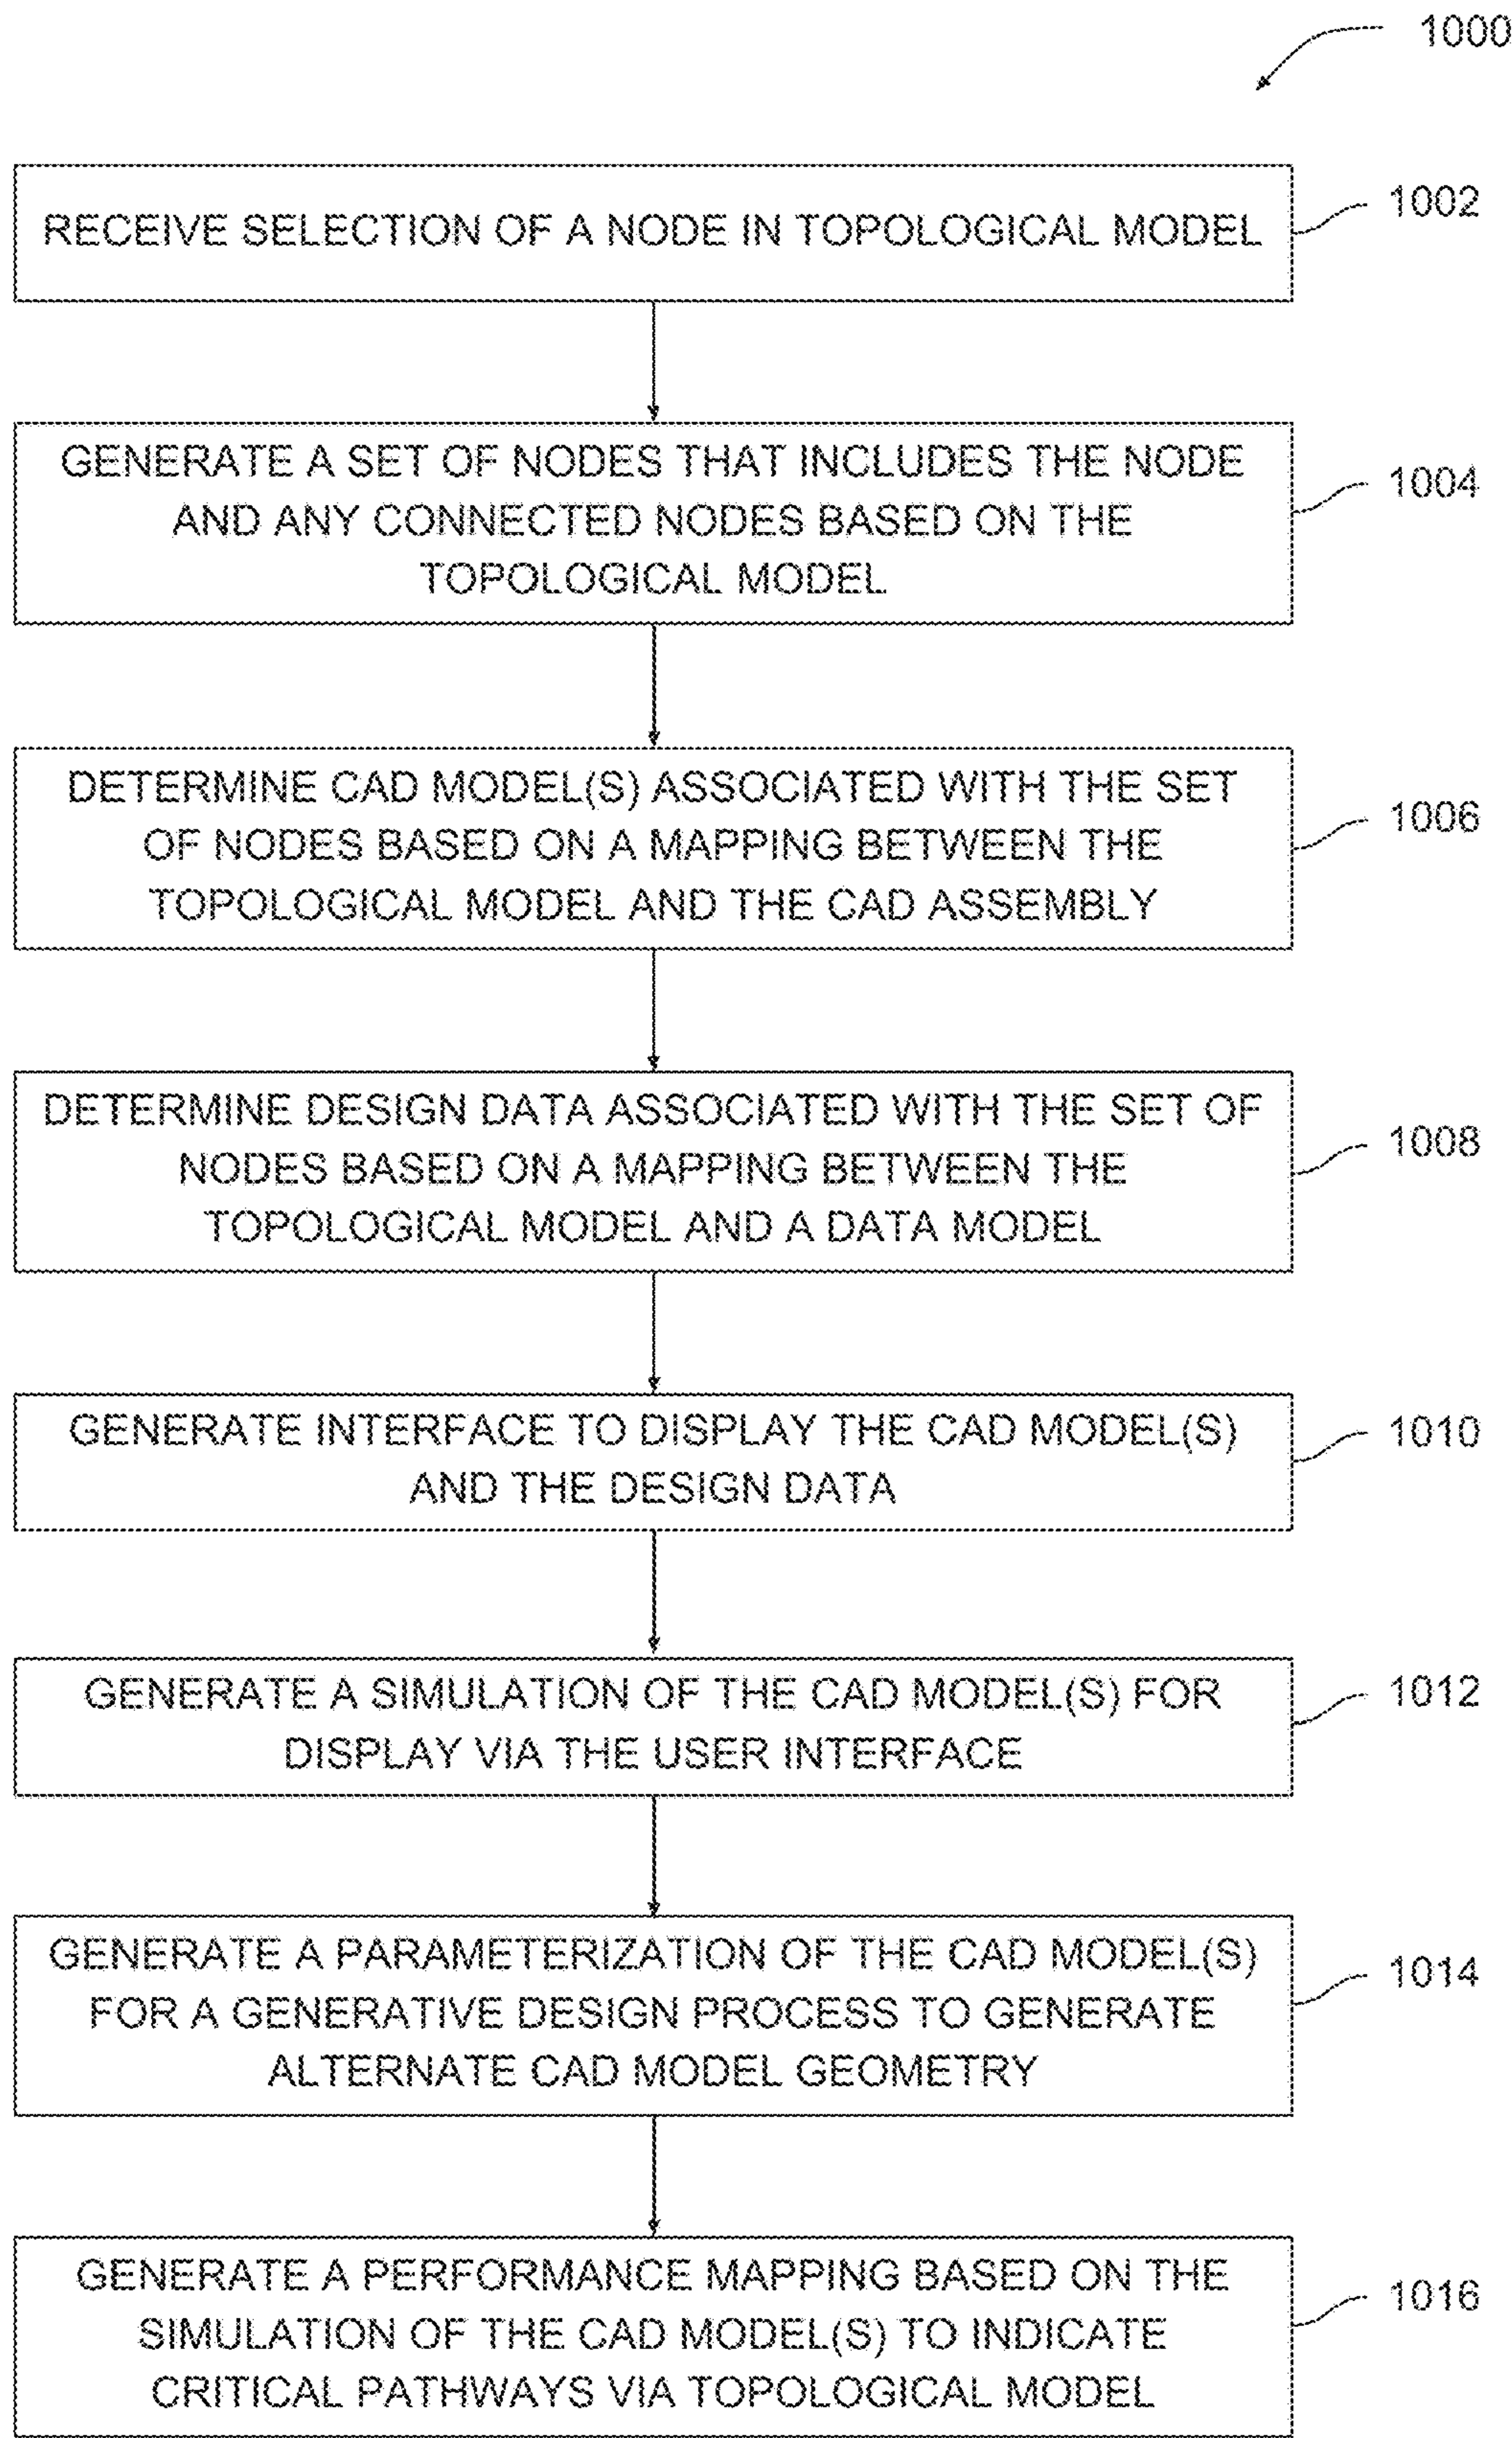 1000
RECEIVE SELECTION OF A NODE IN TOPOLOGICAL MODEL
1002
GENERATE A SET OF NODES THAT INCLUDES THE NODE
AND ANY CONNECTED NODES BASED ON THE
TOPOLOGICAL MODEL
1004
DETERMINE CAD MODEL(S) ASSOCIATED WITH THE SET
OF NODES BASED ON A MAPPING BETWEEN THE
TOPOLOGICAL MODEL AND THE CAD ASSEMBLY
1006
DETERMINE DESIGN DATA ASSOCIATED WITH THE SET OF
NODES BASED ON A MAPPING BETWEEN THE
TOPOLOGICAL MODEL AND A DATA MODEL
1008
GENERATE INTERFACE TO DISPLAY THE CAD MODEL(S)
AND THE DESIGN DATA
1010
GENERATE A SIMULATION OF THE CAD MODEL(S) FOR
DISPLAY VIA THE USER INTERFACE
1012
GENERATE A PARAMETERIZATION OF THE CAD MODEL(S)
FOR A GENERATIVE DESIGN PROCESS TO GENERATE
ALTERNATE CAD MODEL GEOMETRY
1014
GENERATE A PERFORMANCE MAPPING BASED ON THE
SIMULATION OF THE CAD MODEL(S) TO INDICATE
CRITICAL PATHWAYS VIA TOPOLOGICAL MODEL
1016